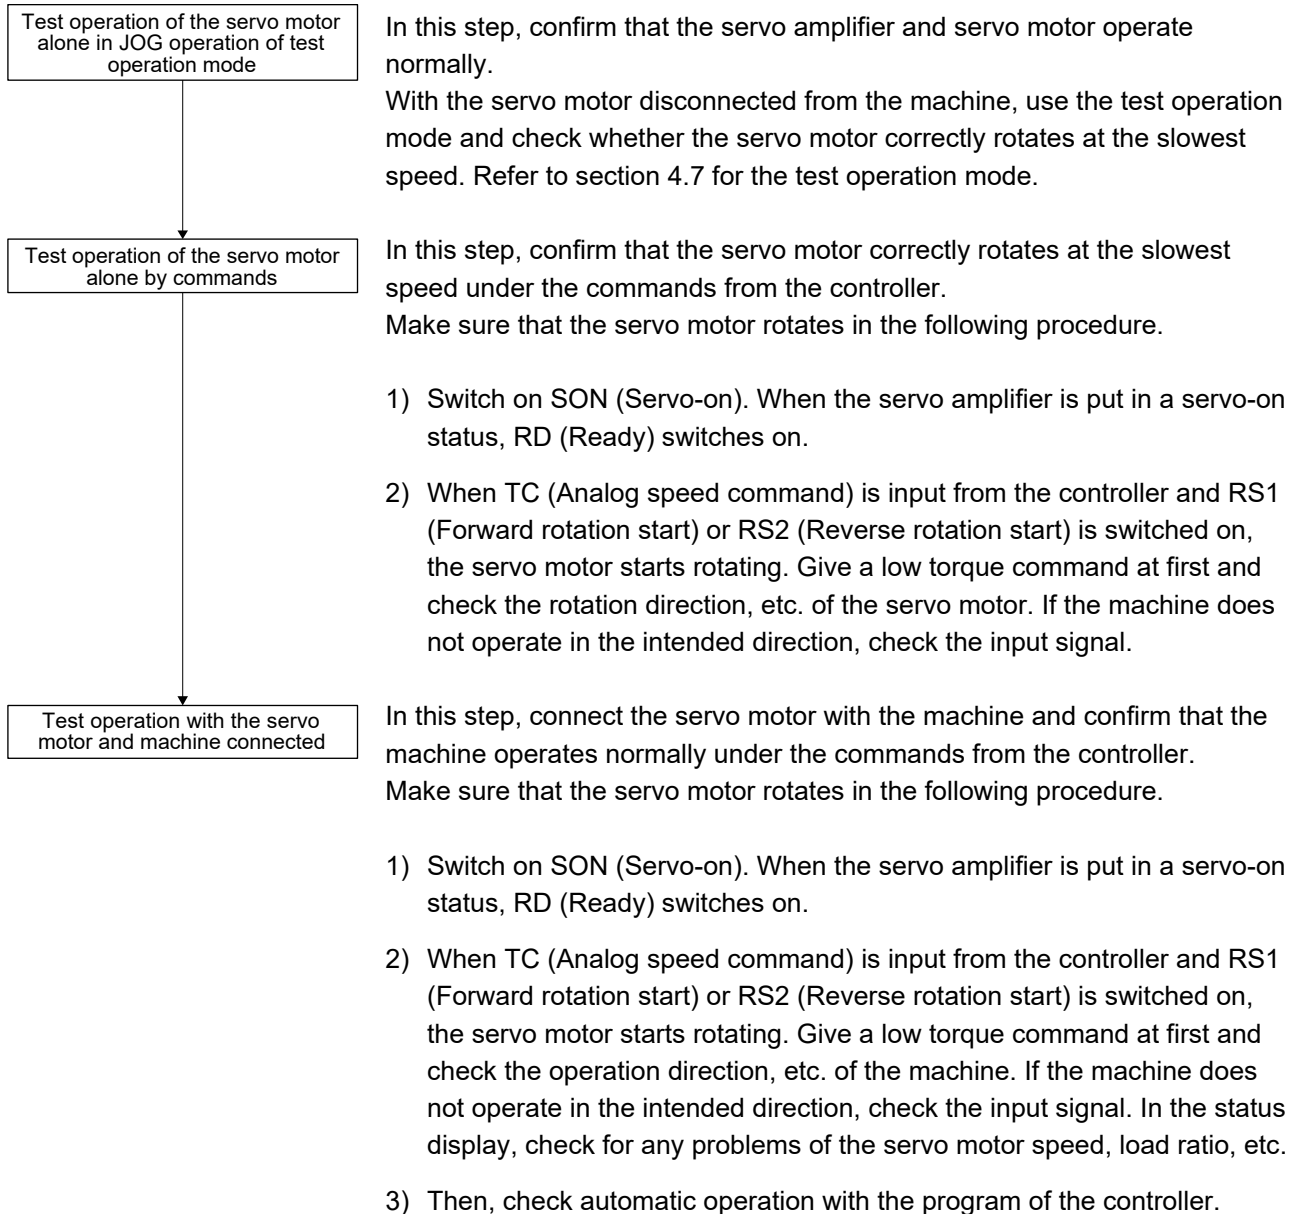 Test operation of the servo motor
alone in JOG operation of test
operation mode
In this step, confirm that the servo amplifier and servo motor operate
normally.
With the servo motor disconnected from the machine, use the test operation
mode and check whether the servo motor correctly rotates at the slowest
speed. Refer to section 4.7 for the test operation mode.
Test operation of the servo motor
alone by commands
In this step, confirm that the servo motor correctly rotates at the slowest
speed under the commands from the controller.
Make sure that the servo motor rotates in the following procedure.
1) Switch on SON (Servo-on). When the servo amplifier is put in a servo-on
status, RD (Ready) switches on.
2) When TC (Analog speed command) is input from the controller and RS1
(Forward rotation start) or RS2 (Reverse rotation start) is switched on,
the servo motor starts rotating. Give a low torque command at first and
check the rotation direction, etc. of the servo motor. If the machine does
not operate in the intended direction, check the input signal.
Test operation with the servo
motor and machine connected
In this step, connect the servo motor with the machine and confirm that the
machine operates normally under the commands from the controller.
Make sure that the servo motor rotates in the following procedure.
1) Switch on SON (Servo-on). When the servo amplifier is put in a servo-on
status, RD (Ready) switches on.
2) When TC (Analog speed command) is input from the controller and RS1
(Forward rotation start) or RS2 (Reverse rotation start) is switched on,
the servo motor starts rotating. Give a low torque command at first and
check the operation direction, etc. of the machine. If the machine does
not operate in the intended direction, check the input signal. In the status
display, check for any problems of the servo motor speed, load ratio, etc.
3) Then, check automatic operation with the program of the controller.